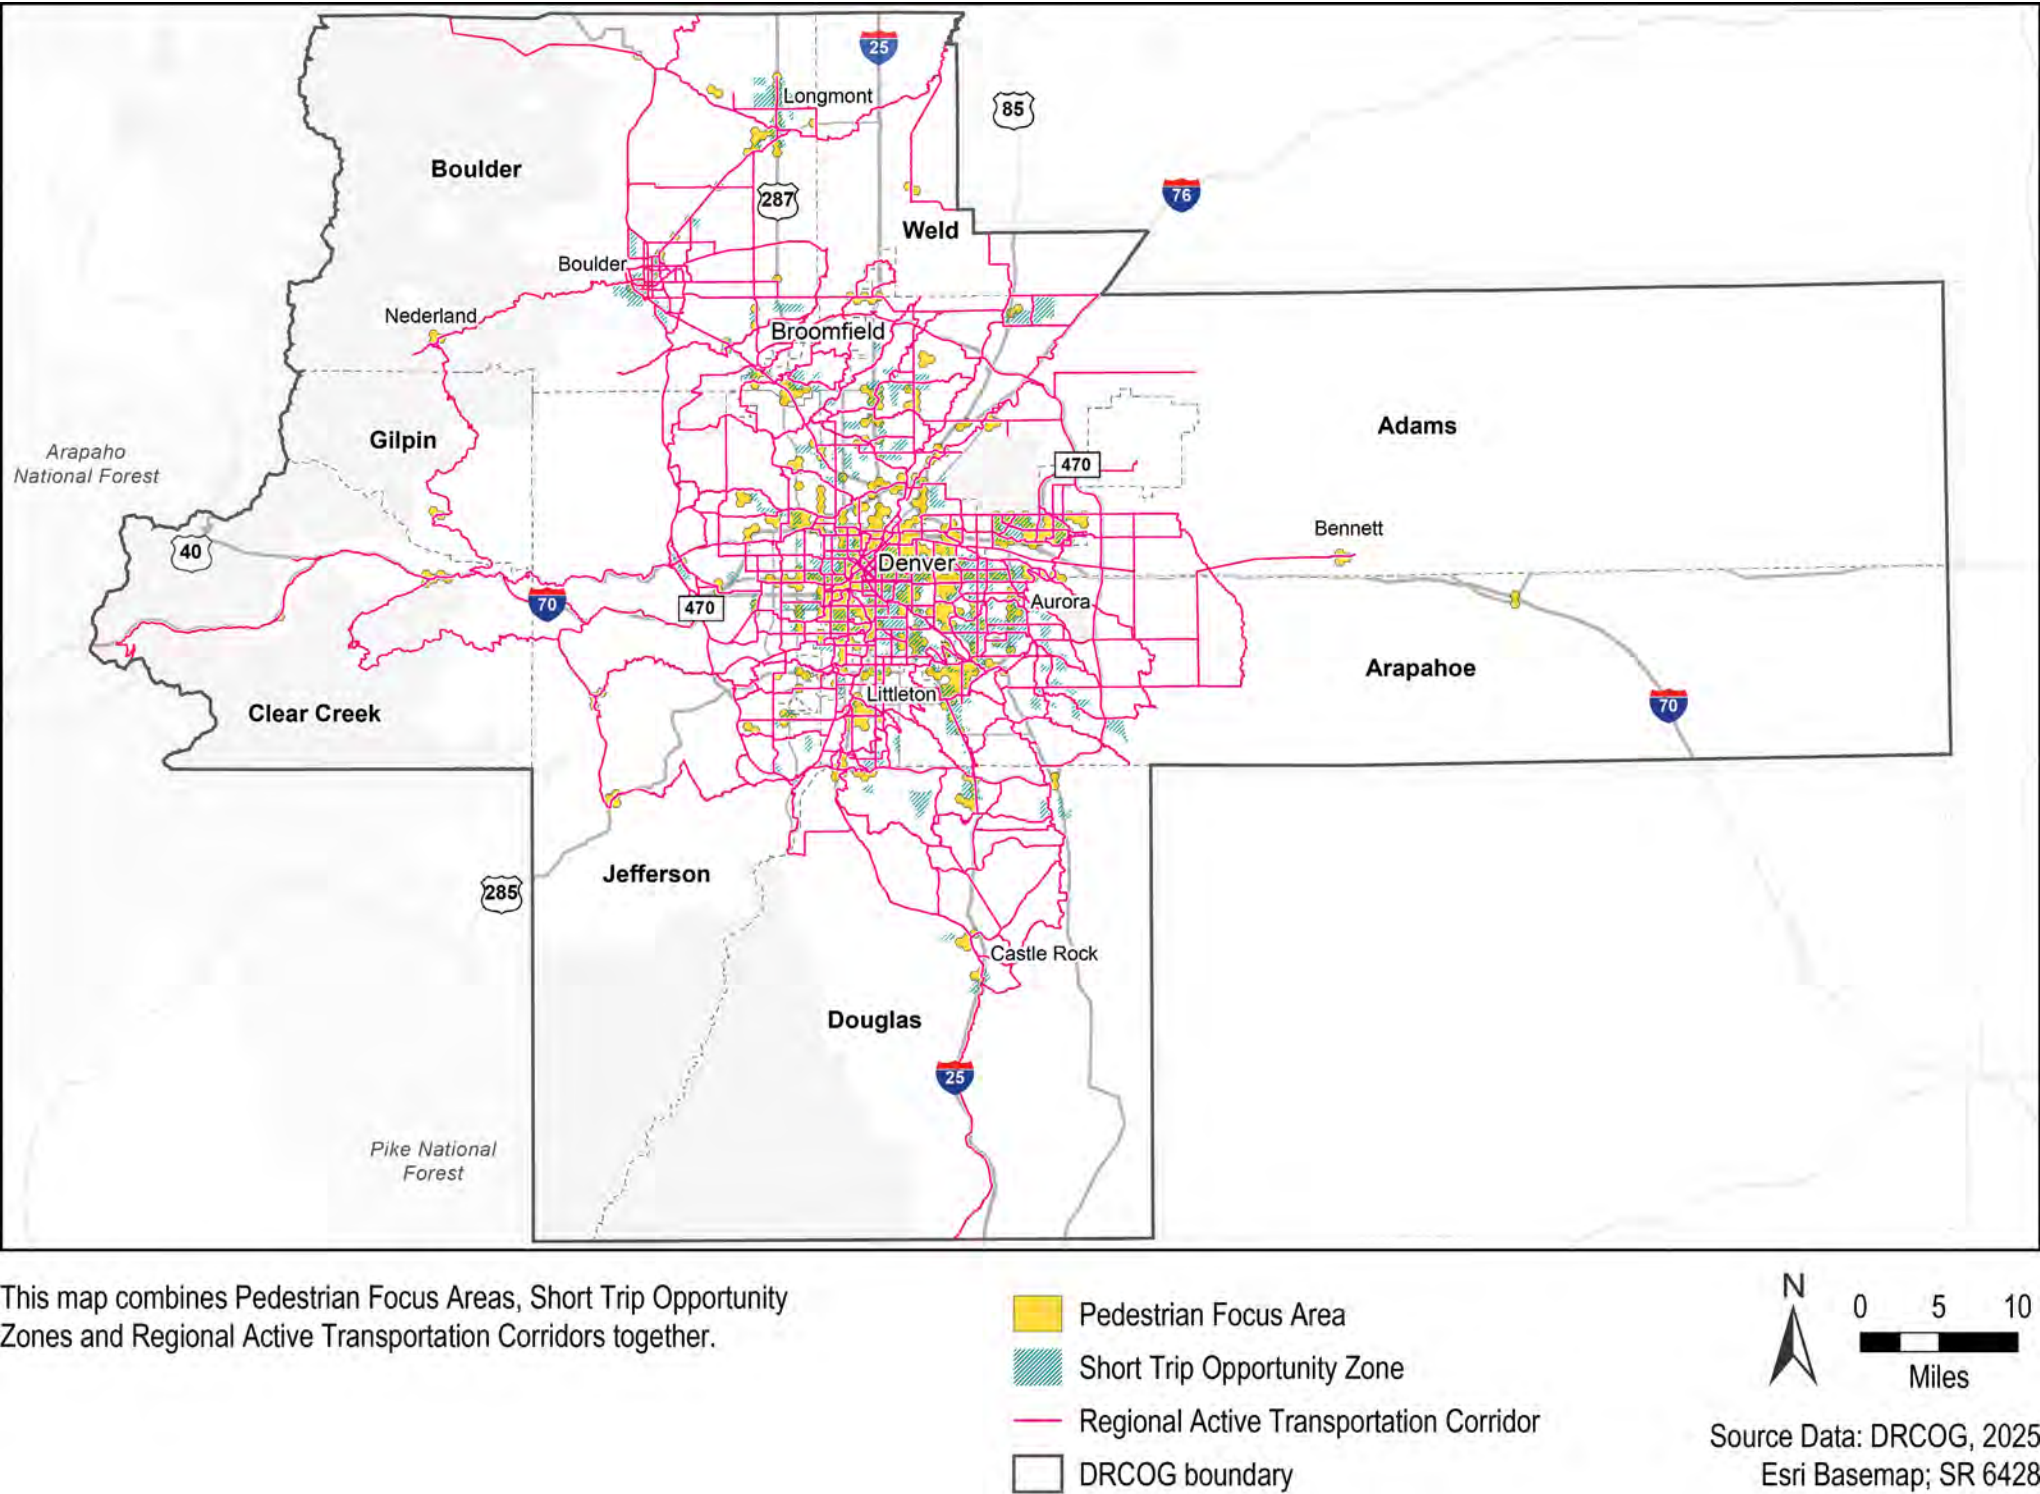 25
85
Longmont
Boulder
76
287
Weld
Boulder
Nederland
Broomfield
Adams
Gilpin
Arapaho
National Forest
470
Bennett
40
Denver
70
470
Aurora
Arapahoe
Littleton
70
Clear Creek
Jefferson
285
Castle Rock
Douglas
25
Pike National
Forest
This map combines Pedestrian Focus Areas, Short Trip Opportunity
Zones and Regional Active Transportation Corridors together.
Pedestrian Focus Area
Short Trip Opportunity Zone
Regional Active Transportation Corridor
DRCOG boundary
N
0 5 10
Miles
Source Data: DRCOG, 2025
Esri Basemap; SR 6428